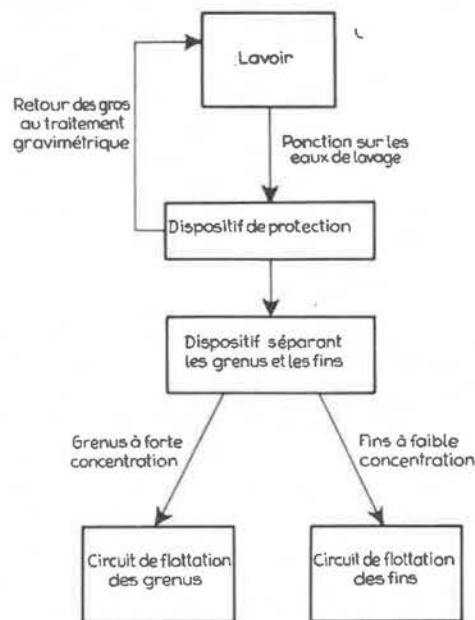 Lavoir
Retour des gros
au traitement
gravimétrique
Ponction sur les
eaux de lavage
Dispositif de protection
Dispositif séparant
les grenus et les fins
Grenus à forte
concentration
Fins à faible
concentration
Circuit de flottation
des grenus
Circuit de flottation
des fins